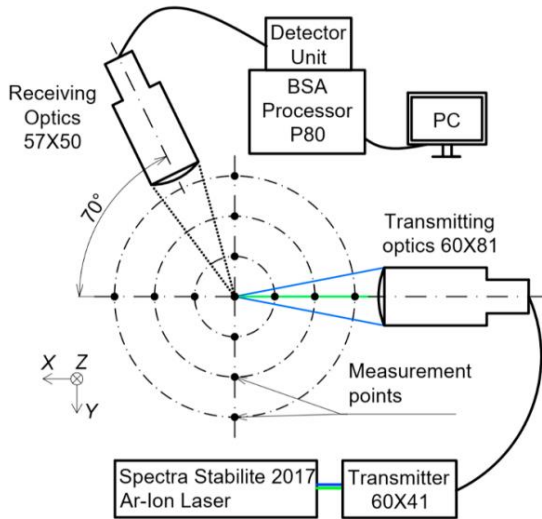 Detector
Unit
BSA
Processor
P80
PC
Receiving
Optics
57X50
70°
Transmitting
optics 60X81
X
Z
Y
Measurement
points
Spectra Stabilite 2017
Ar-Ion Laser
Transmitter
60X41